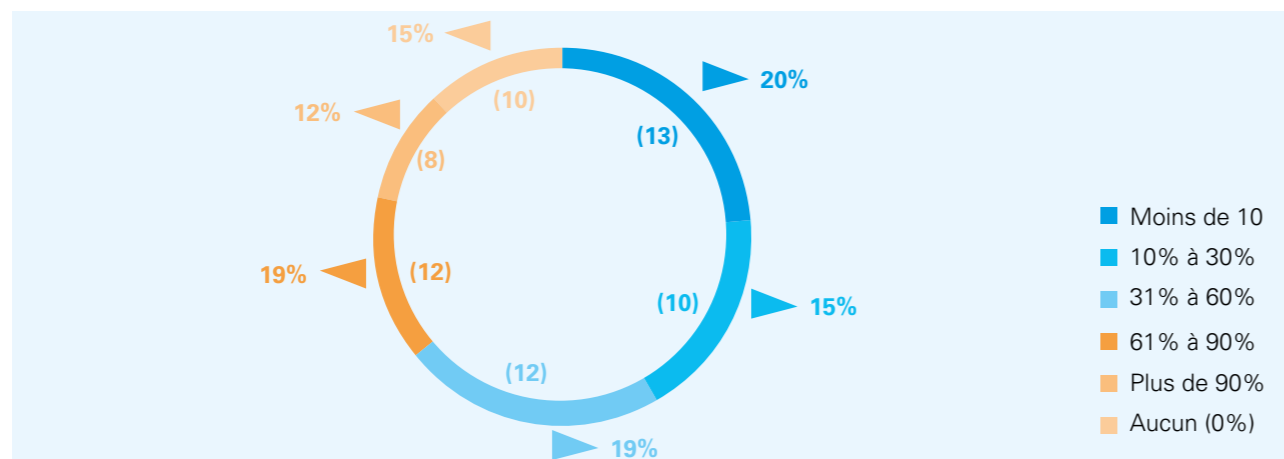 15%
20%
12%
(10)
(13)
(8)
19%
(12)
(10)
15%
(12)
19%
Moins de 10
10% à 30%
31% à 60%
61% à 90%
Plus de 90%
Aucun (0%)